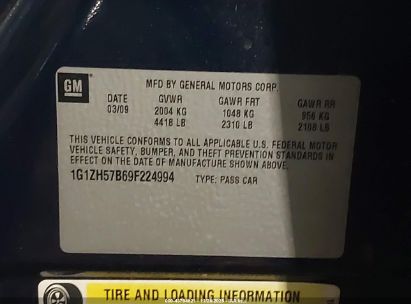 GM
MFD BY GENERAL MOTORS CORP.
DATE GVWR GAWR FRT GAWR RR
03/09 2004 KG 1048 KG 956 KG
4418 LB 2310 LB 2108 LB
THIS VEHICLE CONFORMS TO ALL APPLICABLE U.S. FEDERAL MOTOR
VEHICLE SAFETY, BUMPER, AND THEFT PREVENTION STANDARDS IN
EFFECT ON THE DATE OF MANUFACTURE SHOWN ABOVE.
1G1ZH57B69F224994 TYPE: PASS CAR
TIRE AND LOADING INFORMATION